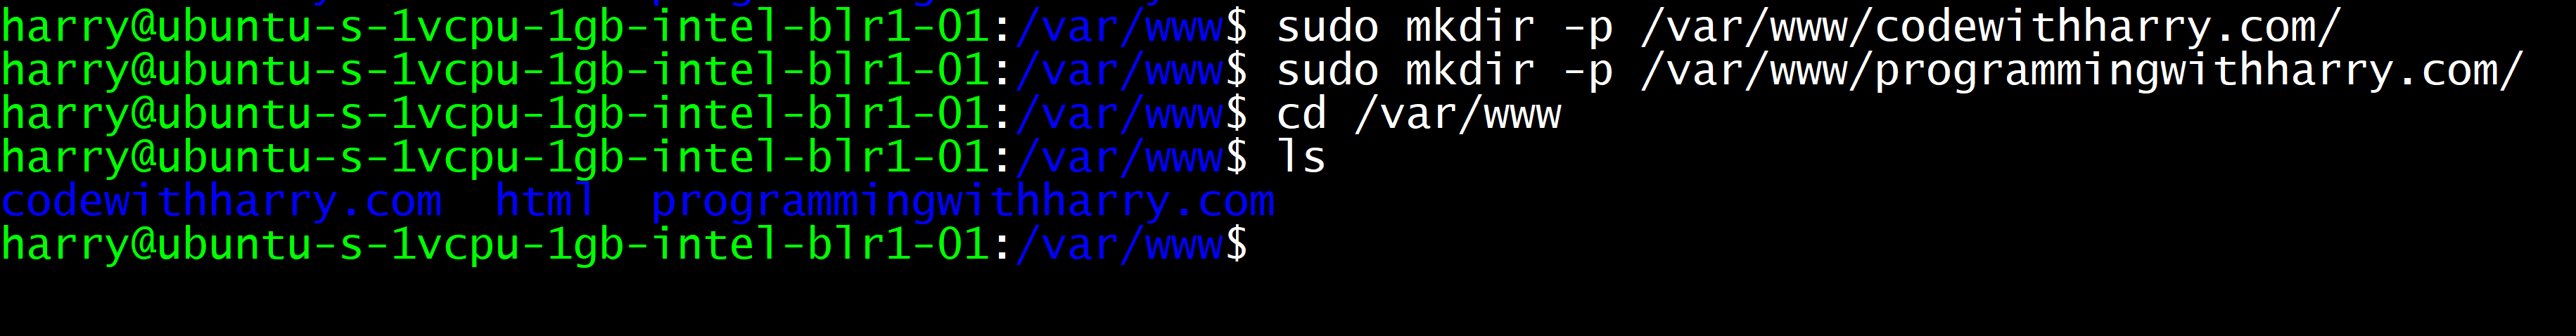 harry@ubuntu-s-1vcpu-1gb-intel-blr1-01:/var/www$ sudo mkdir -p /var/www/codewithharry.com/
harry@ubuntu-s-1vcpu-1gb-intel-blr1-01:/var/www$ sudo mkdir -p /var/www/programmingwithharry.com/
harry@ubuntu-s-1vcpu-1gb-intel-blr1-01:/var/www$ cd /var/www
harry@ubuntu-s-1vcpu-1gb-intel-blr1-01:/var/www$ ls
codewithharry.com  html  programmingwithharry.com
harry@ubuntu-s-1vcpu-1gb-intel-blr1-01:/var/www$